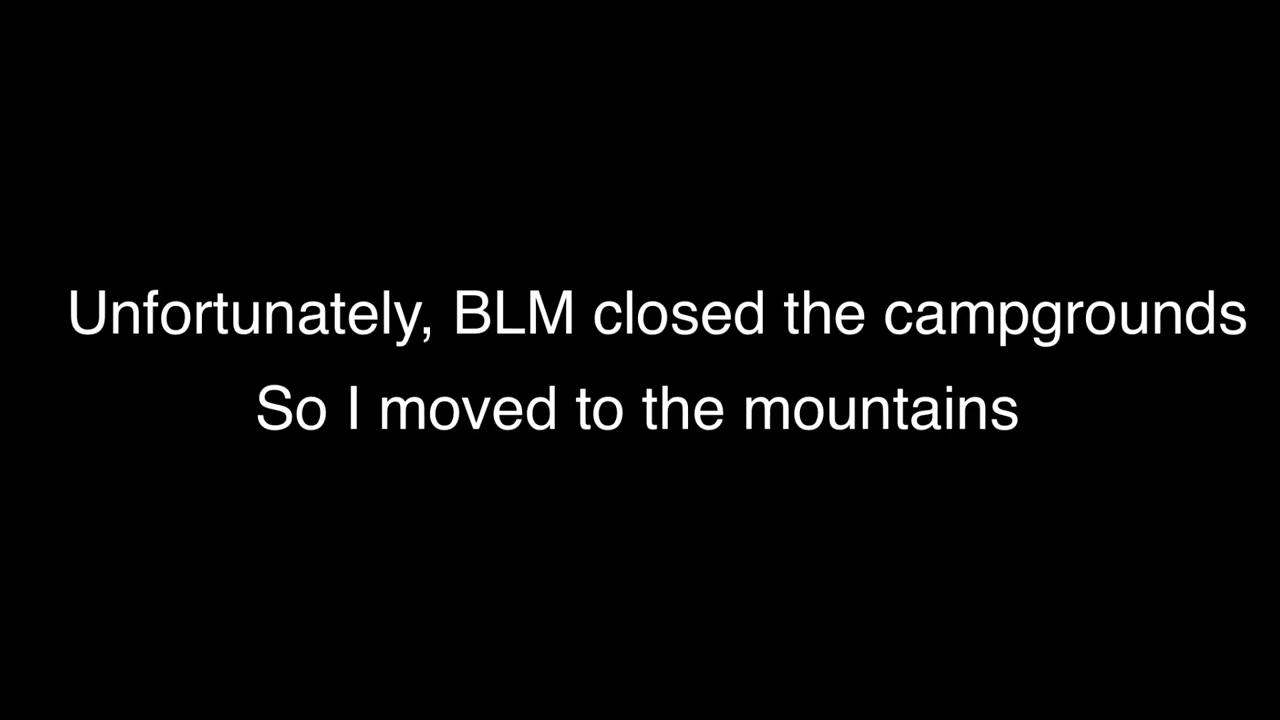 Unfortunately, BLM closed the campgrounds
So I moved to the mountains